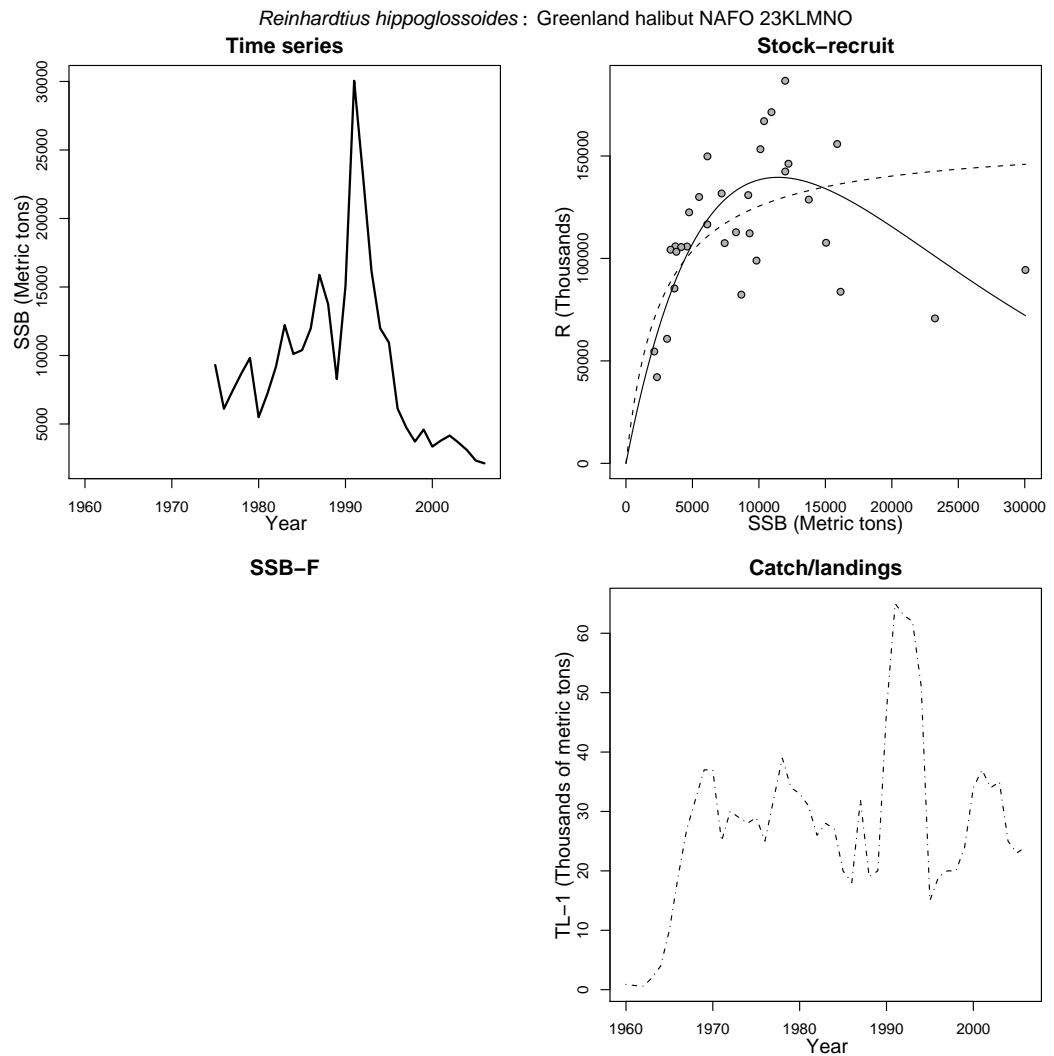 Reinhardtius hippoglossoides : Greenland halibut NAFO 23KLMNO
Time series
SSB (Metric tons)
30000
25000
20000
15000
10000
5000
1960 1970 1980 1990 2000
Year
Stock−recruit
R (Thousands)
150000
100000
50000
0
0 5000 10000 15000 20000 25000 30000
SSB (Metric tons)
SSB−F
Catch/landings
TL−1 (Thousands of metric tons)
60
50
40
30
20
10
0
1960 1970 1980 1990 2000
Year